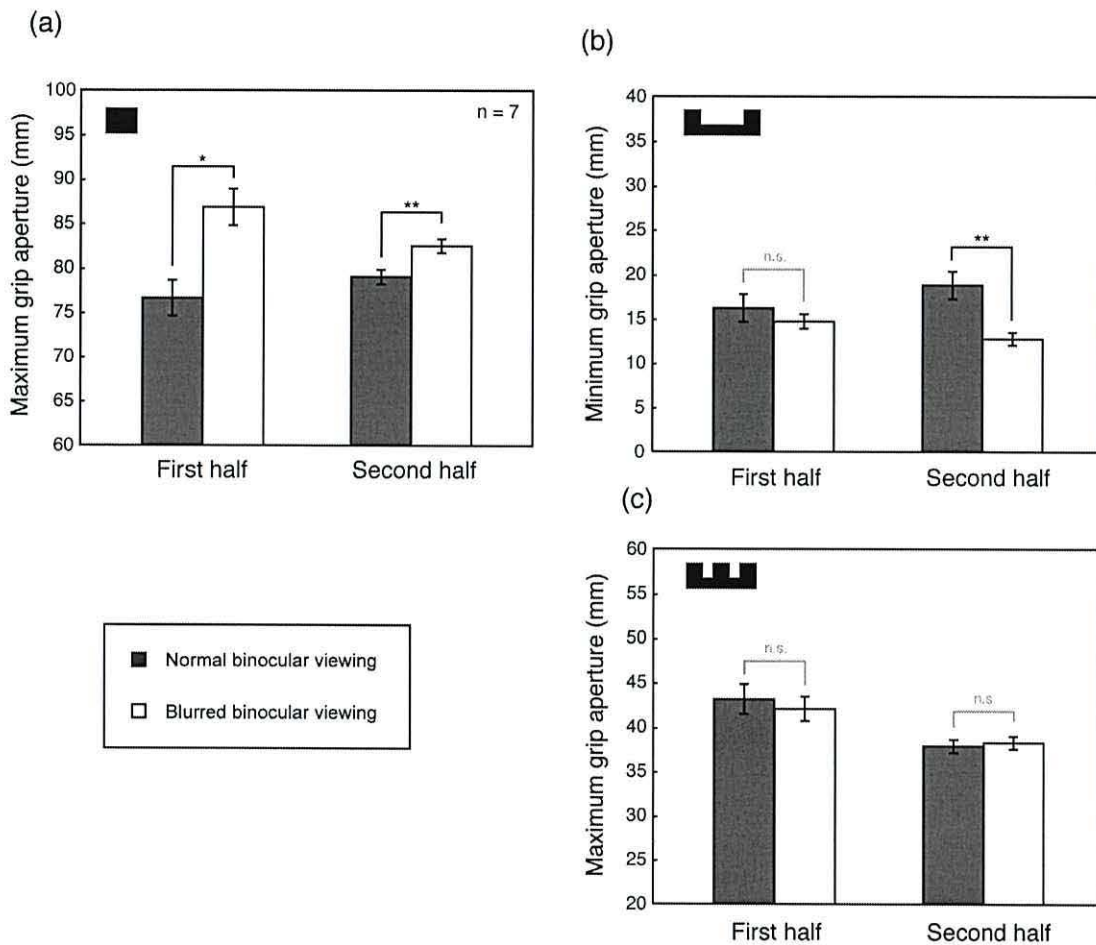 (a)
Maximum grip aperture (mm)
100
95
90
85
80
75
70
65
60
n = 7
*
**
First half
Second half
(b)
Minimum grip aperture (mm)
40
35
30
25
20
15
10
5
0
n.s.
**
First half
Second half
(c)
Maximum grip aperture (mm)
60
55
50
45
40
35
30
25
20
n.s.
n.s
First half
Second half
Normal binocular viewing
Blurred binocular viewing